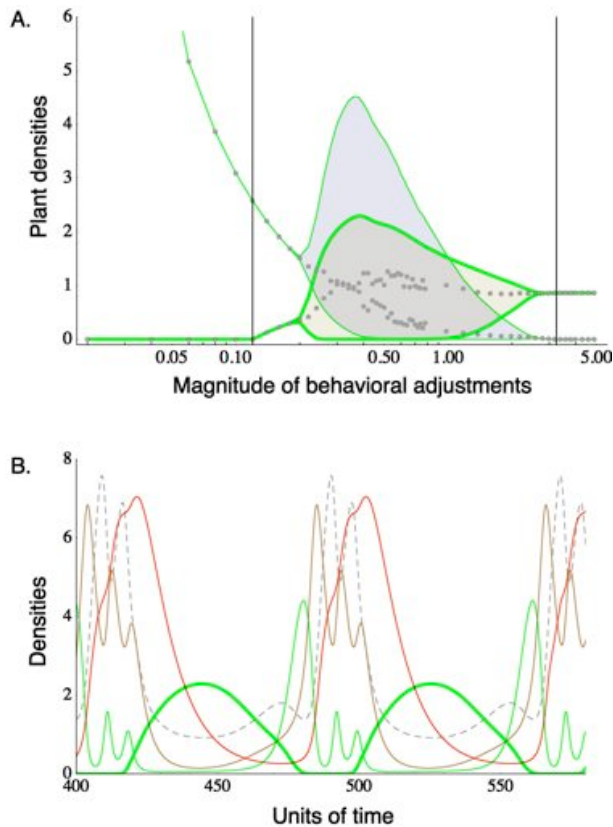 A.
Plant densities
6
5
4
3
2
1
0
0.05 0.10 0.50 1.00 5.00
Magnitude of behavioral adjustments
B.
Densities
8
6
4
2
0
400 450 500 550
Units of time